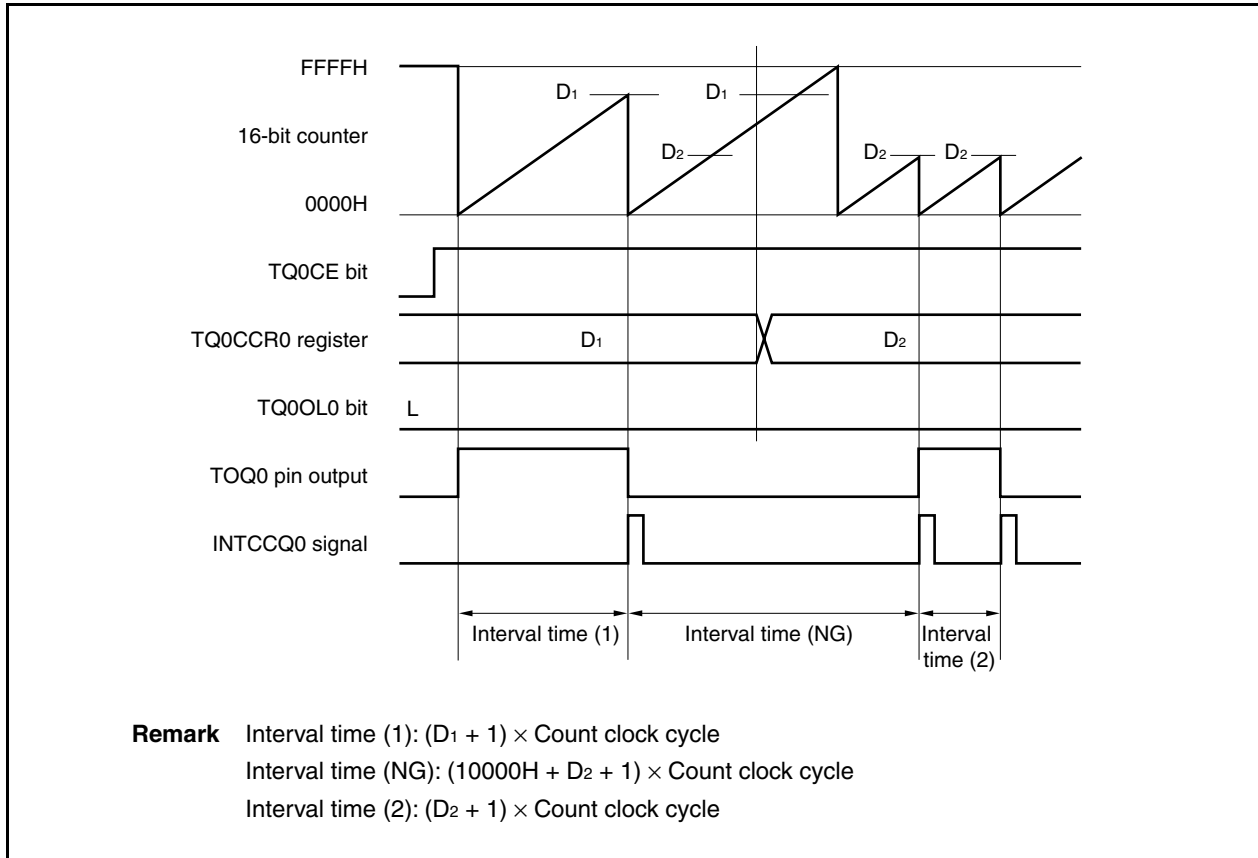 FFFFH
D1
D1
16-bit counter
D2
D2
D2
0000H
TQ0CE bit
TQ0CCR0 register
D1
D2
TQ0OL0 bit
L
TOQ0 pin output
INTCCQ0 signal
Interval time (1)
Interval time (NG)
Interval
time (2)
Remark Interval time (1): (D1 + 1) × Count clock cycle
Interval time (NG): (10000H + D2 + 1) × Count clock cycle
Interval time (2): (D2 + 1) × Count clock cycle